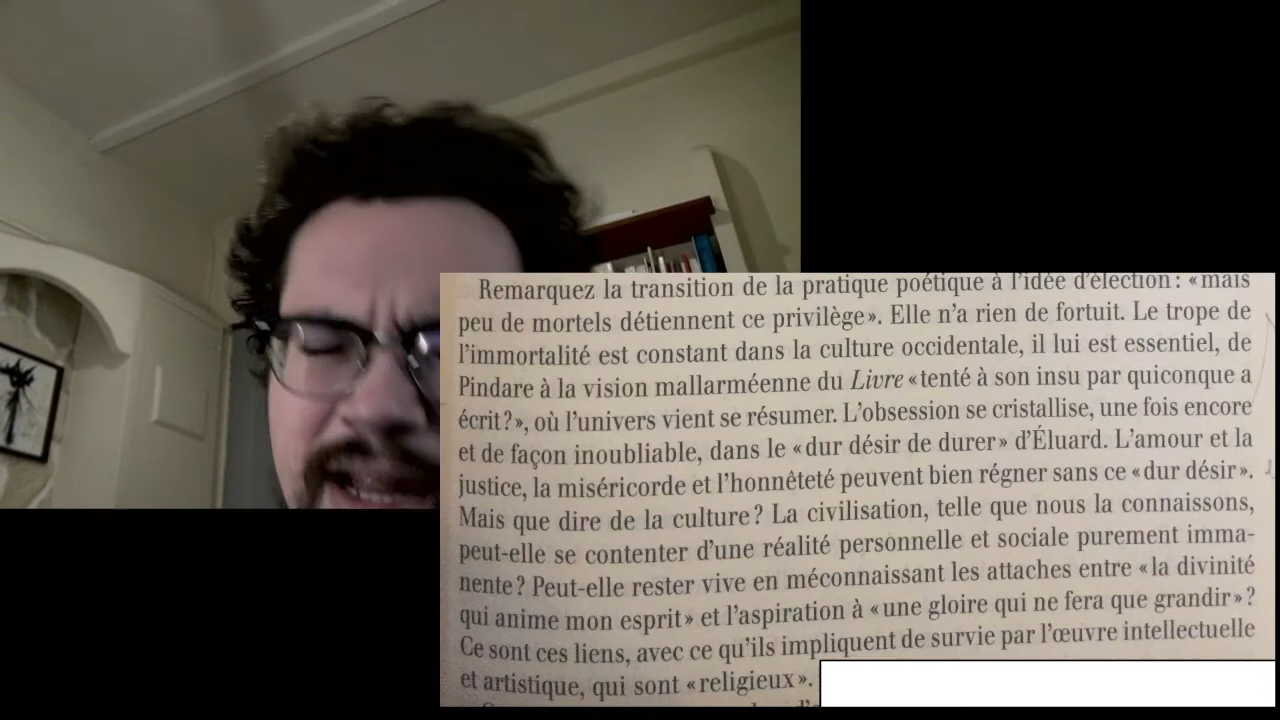 Remarquez la transition de la pratique poétique à l'idée d'élection : « mais
peu de mortels détiennent ce privilège ». Elle n'a rien de fortuit. Le trope de
l'immortalité est constant dans la culture occidentale, il lui est essentiel, de
Pindare à la vision mallarméenne du Livre « tenté à son insu par quiconque a
écrit ? », où l'univers vient se résumer. L'obsession se cristallise, une fois encore
et de façon inoubliable, dans le « dur désir de durer » d'Éluard. L'amour et la
justice, la miséricorde et l'honnêteté peuvent bien régner sans ce « dur désir ».
Mais que dire de la culture ? La civilisation, telle que nous la connaissons,
peut-elle se contenter d'une réalité personnelle et sociale purement imma-
nente ? Peut-elle rester vive en méconnaissant les attaches entre « la divinité
qui anime mon esprit » et l'aspiration à « une gloire qui ne fera que grandir » ?
Ce sont ces liens, avec ce qu'ils impliquent de survie par l'œuvre intellectuelle
et artistique, qui sont « religieux ».